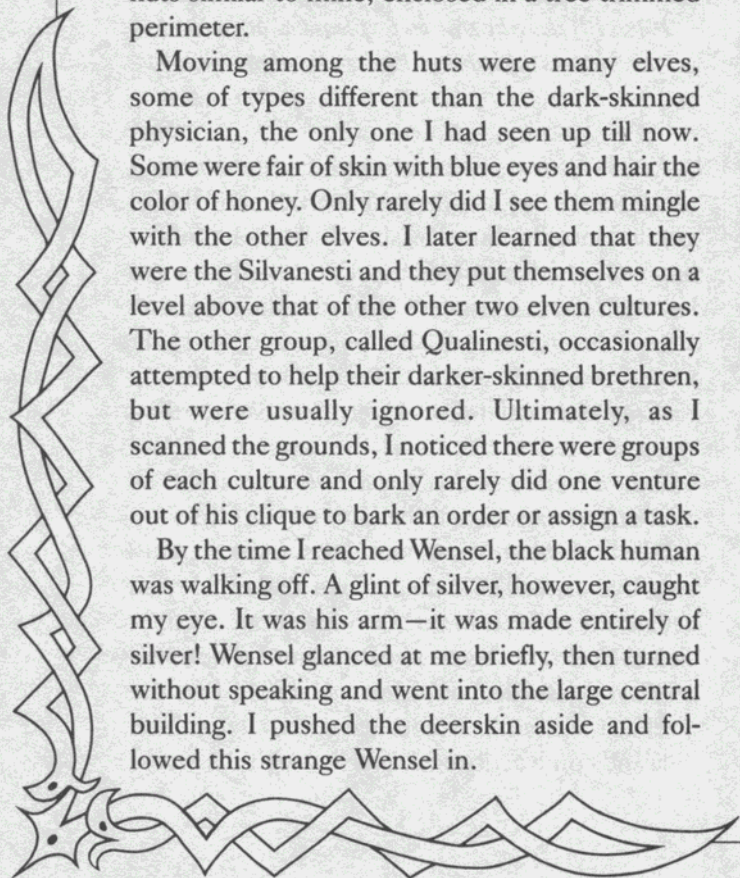 perimeter.
Moving among the huts were many elves,
some of types different than the dark-skinned
physician, the only one I had seen up till now.
Some were fair of skin with blue eyes and hair the
color of honey. Only rarely did I see them mingle
with the other elves. I later learned that they
were the Silvanesti and they put themselves on a
level above that of the other two elven cultures.
The other group, called Qualinesti, occasionally
attempted to help their darker-skinned brethren,
but were usually ignored. Ultimately, as I
scanned the grounds, I noticed there were groups
of each culture and only rarely did one venture
out of his clique to bark an order or assign a task.
By the time I reached Wensel, the black human
was walking off. A glint of silver, however, caught
my eye. It was his arm—it was made entirely of
silver! Wensel glanced at me briefly, then turned
without speaking and went into the large central
building. I pushed the deerskin aside and fol-
lowed this strange Wensel in.